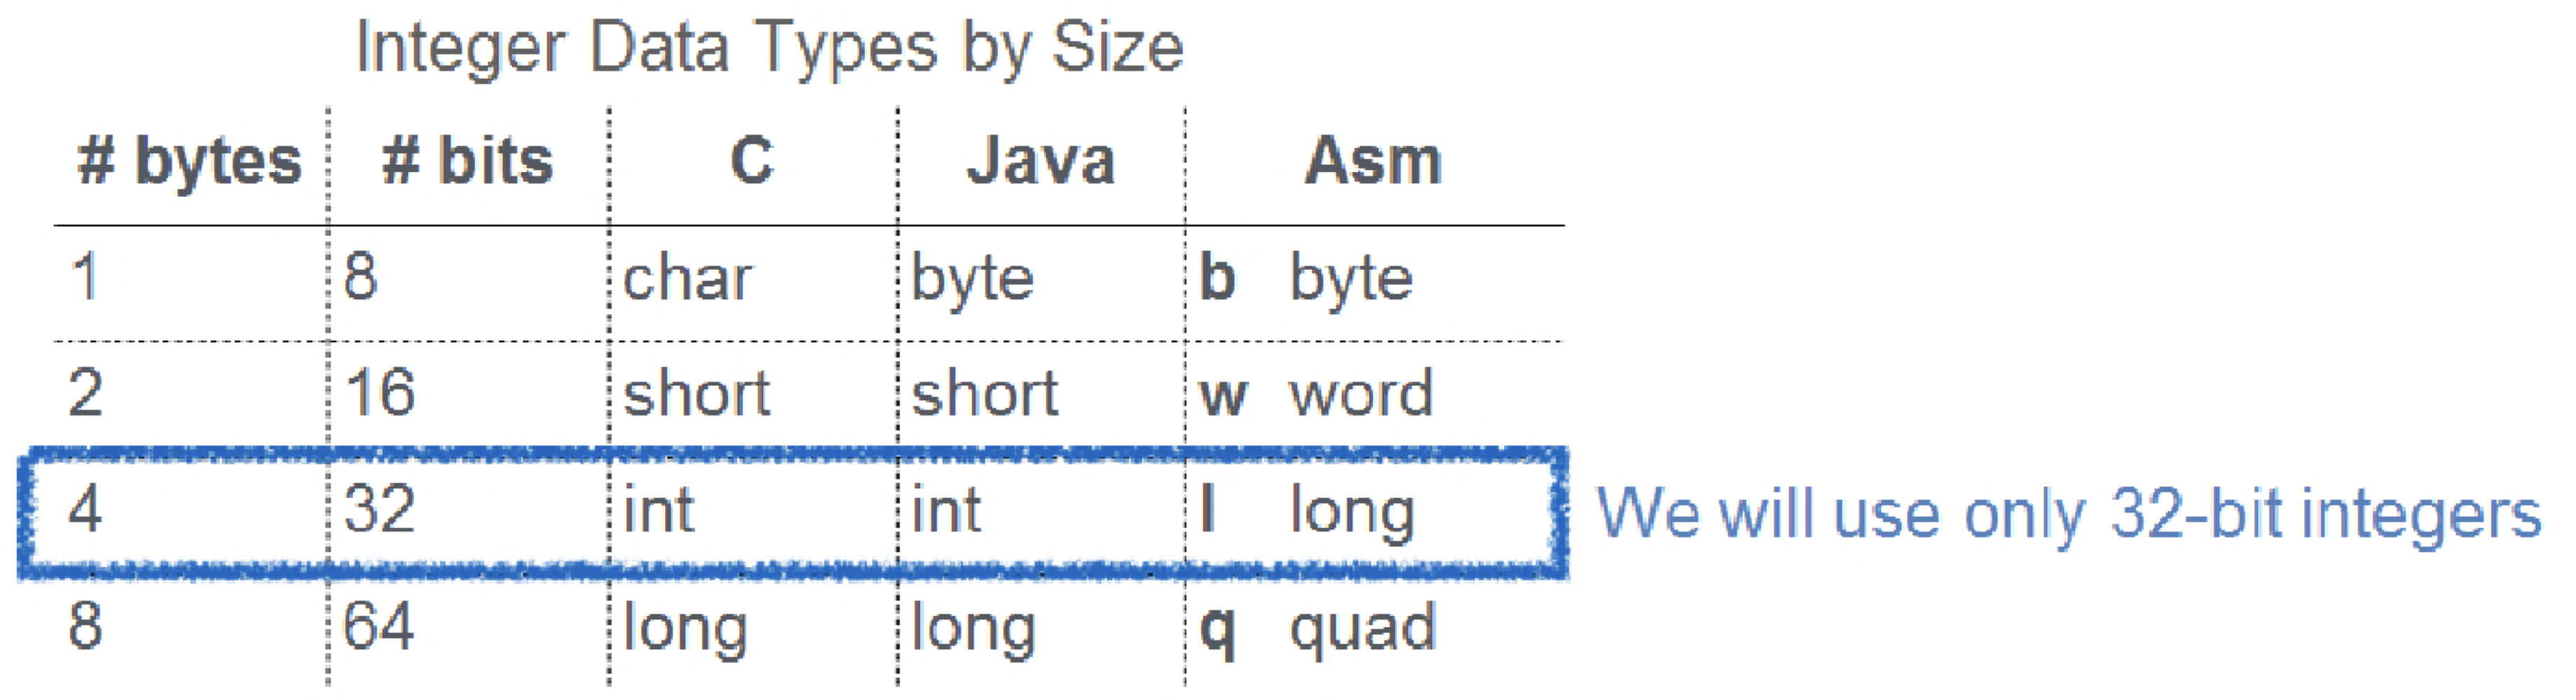 Integer Data Types by Size
# bytes # bits C Java Asm
1 8 char byte b byte
2 16 short short w word
4 32 int int l long We will use only 32-bit integers
8 64 long long q quad